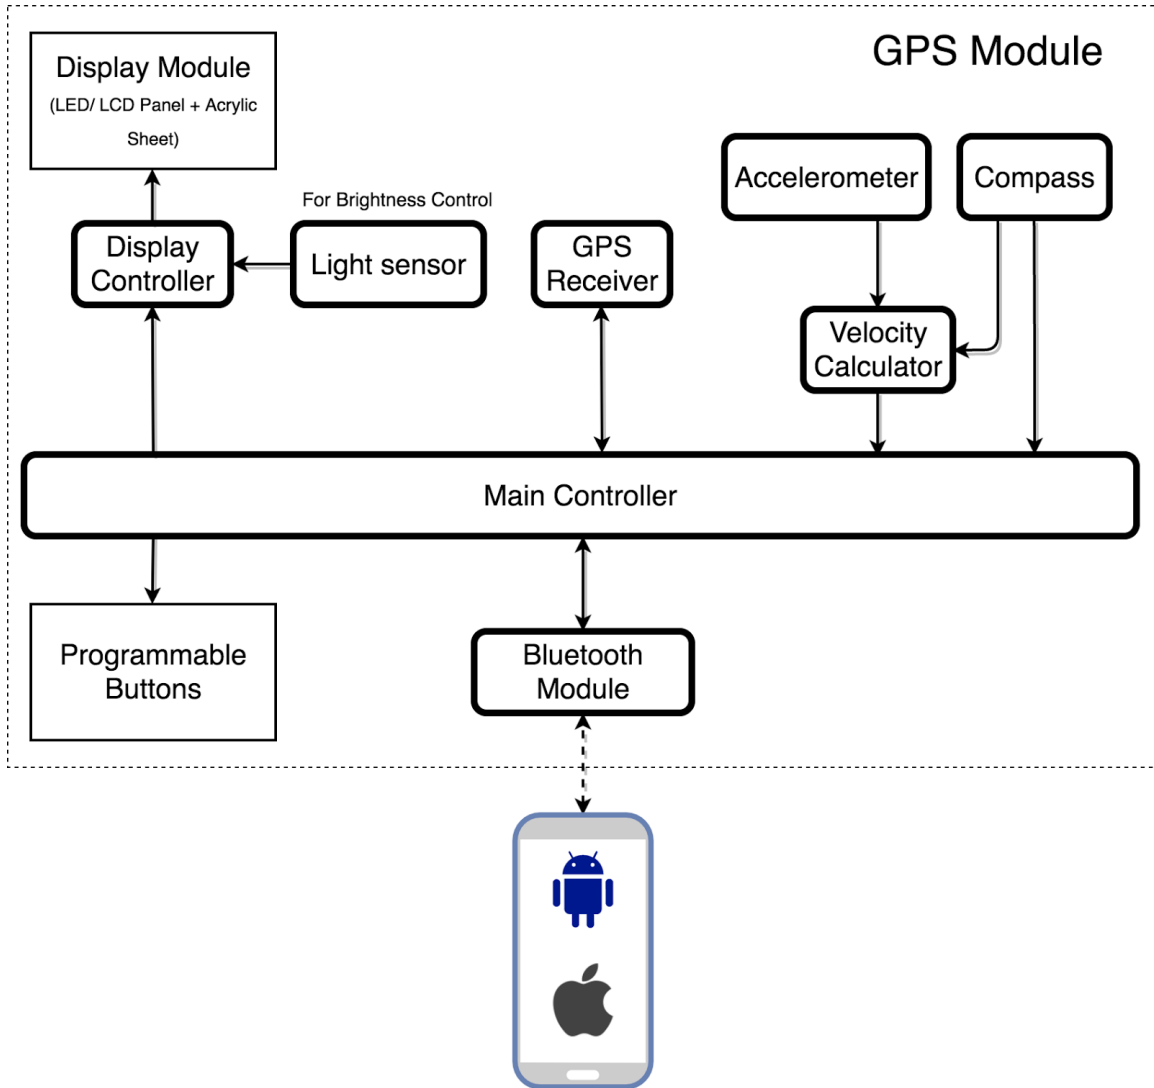 GPS Module
Display Module
(LED/ LCD Panel + Acrylic
Sheet)
Accelerometer
Compass
For Brightness Control
Display
Controller
Light sensor
GPS
Receiver
Velocity
Calculator
Main Controller
Programmable
Buttons
Bluetooth
Module